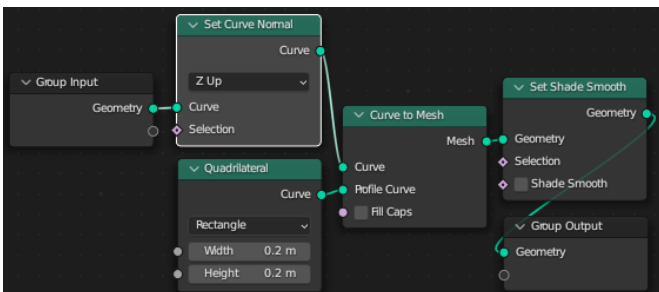 Group Input
Geometry
Set Curve Normal
Curve
Z Up
Curve
Selection
Quadrilateral
Curve
Rectangle
Width 0.2 m
Height 0.2 m
Curve to Mesh
Mesh
Curve
Profile Curve
Fill Caps
Set Shade Smooth
Geometry
Geometry
Selection
Shade Smooth
Group Output
Geometry